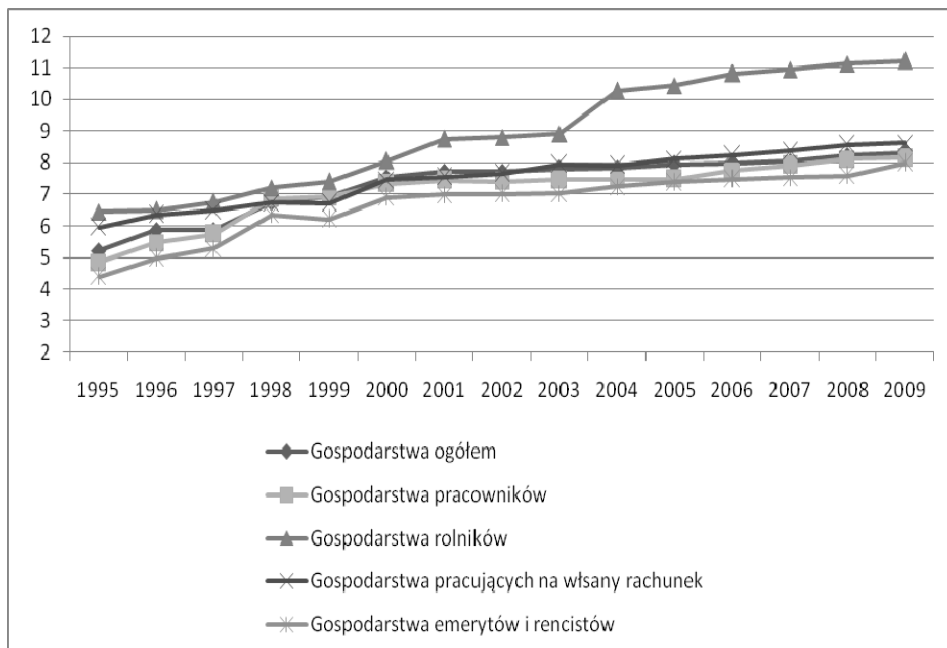 12
11
10
9
8
7
6
5
4
3
2
1995 1996 1997 1998 1999 2000 2001 2002 2003 2004 2005 2006 2007 2008 2009
Gospodarstwa ogółem
Gospodarstwa pracowników
Gospodarstwa rolników
Gospodarstwa pracujących na włsany rachunek
Gospodarstwa emerytów i rencistów